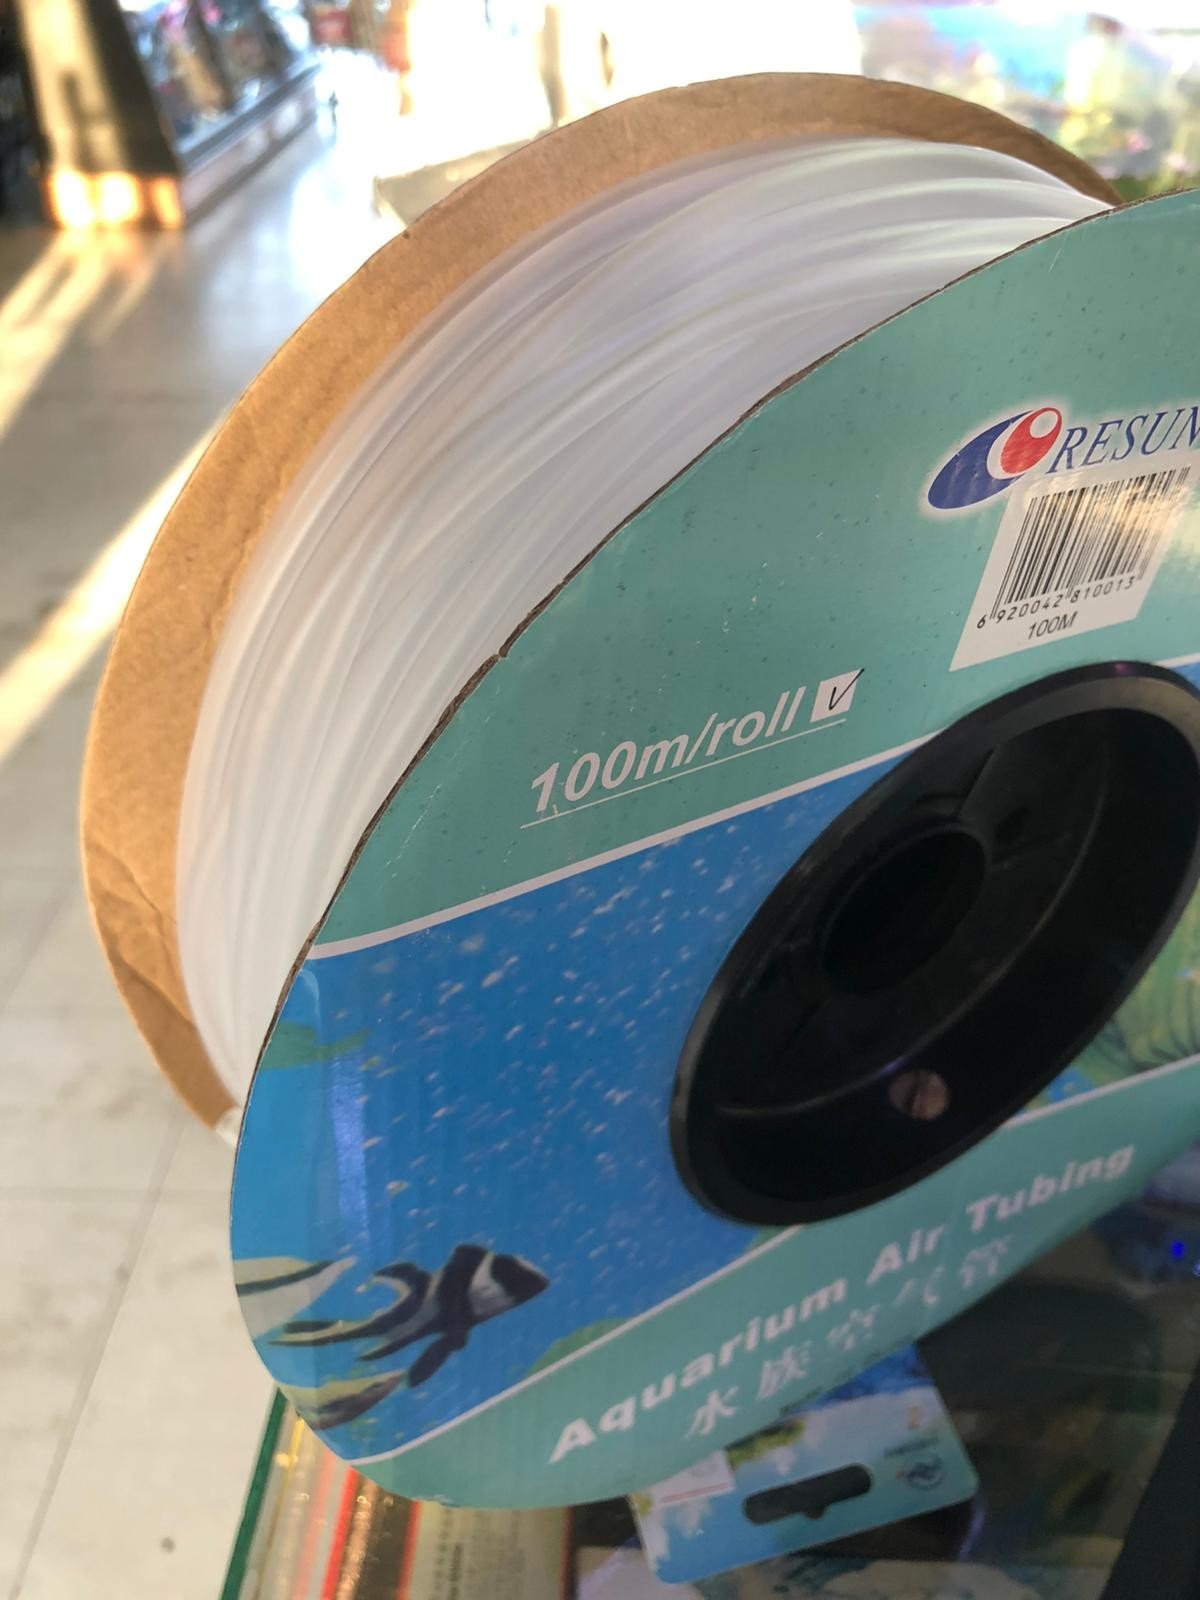 RESUN
6 920042 810013
100M
100m/roll
Aquarium Air Tubing
水族空气管